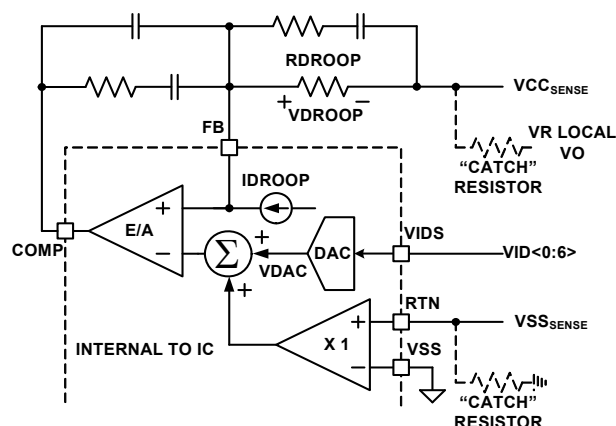 RDROOP
+ VDROOP −
VCCSENSE
FB
VR LOCAL
VO
"CATCH"
RESISTOR
IDROOP
E/A
+
−
COMP
Σ
+
+
VDAC
DAC
VIDS
VID<0:6>
RTN
VSSSENSE
INTERNAL TO IC
X 1
+
−
VSS
"CATCH"
RESISTOR